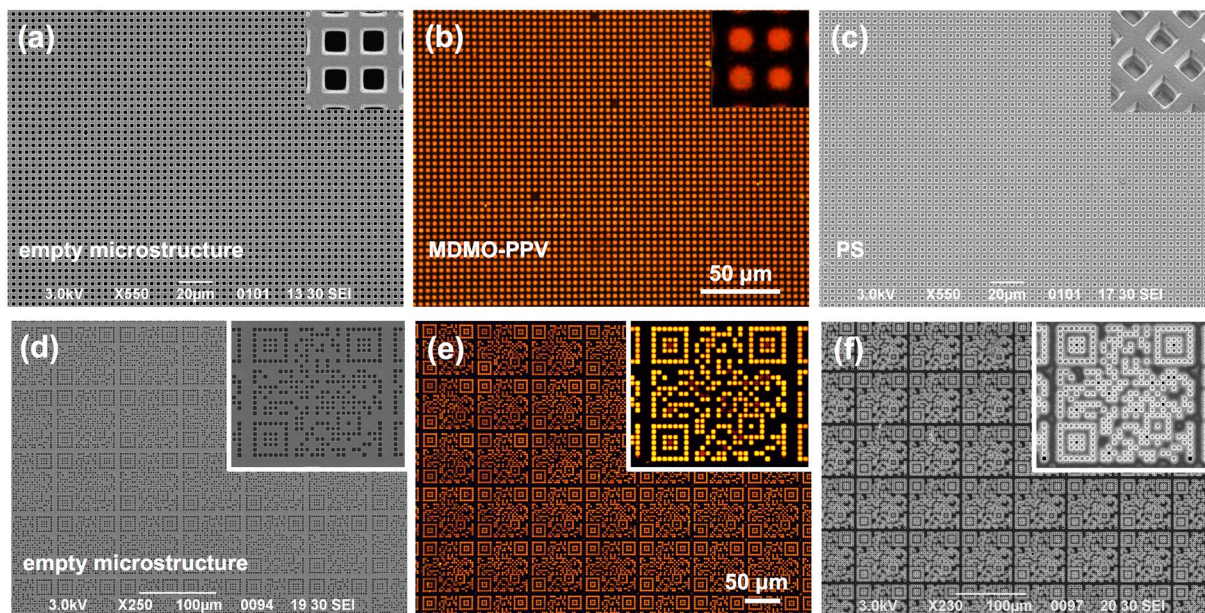 (a)
empty microstructure
3.0kV X550 20µm 0101 13 30 SEI
(b)
MDMO-PPV
50 µm
(c)
PS
3.0kV X550 20µm 0101 17 30 SEI
(d)
empty microstructure
3.0kV X250 100µm 0094 19 30 SEI
(e)
50 µm
(f)
3.0kV X230 100µm 0097 20 30 SEI